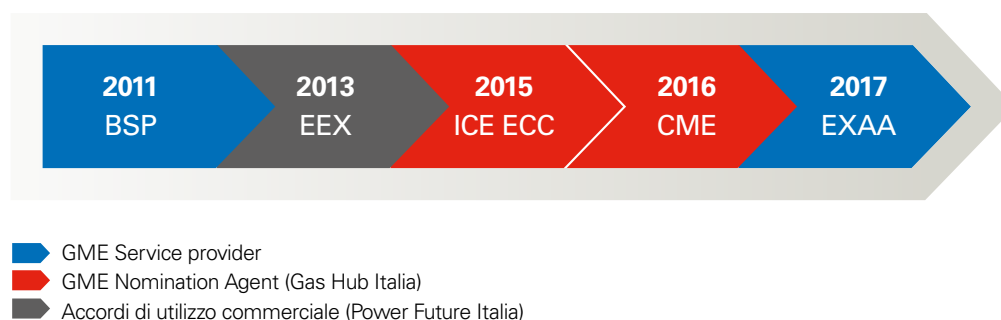 2011
BSP
2013
EEX
2015
ICE ECC
2016
CME
2017
EXAA
GME Service provider
GME Nomination Agent (Gas Hub Italia)
Accordi di utilizzo commerciale (Power Future Italia)